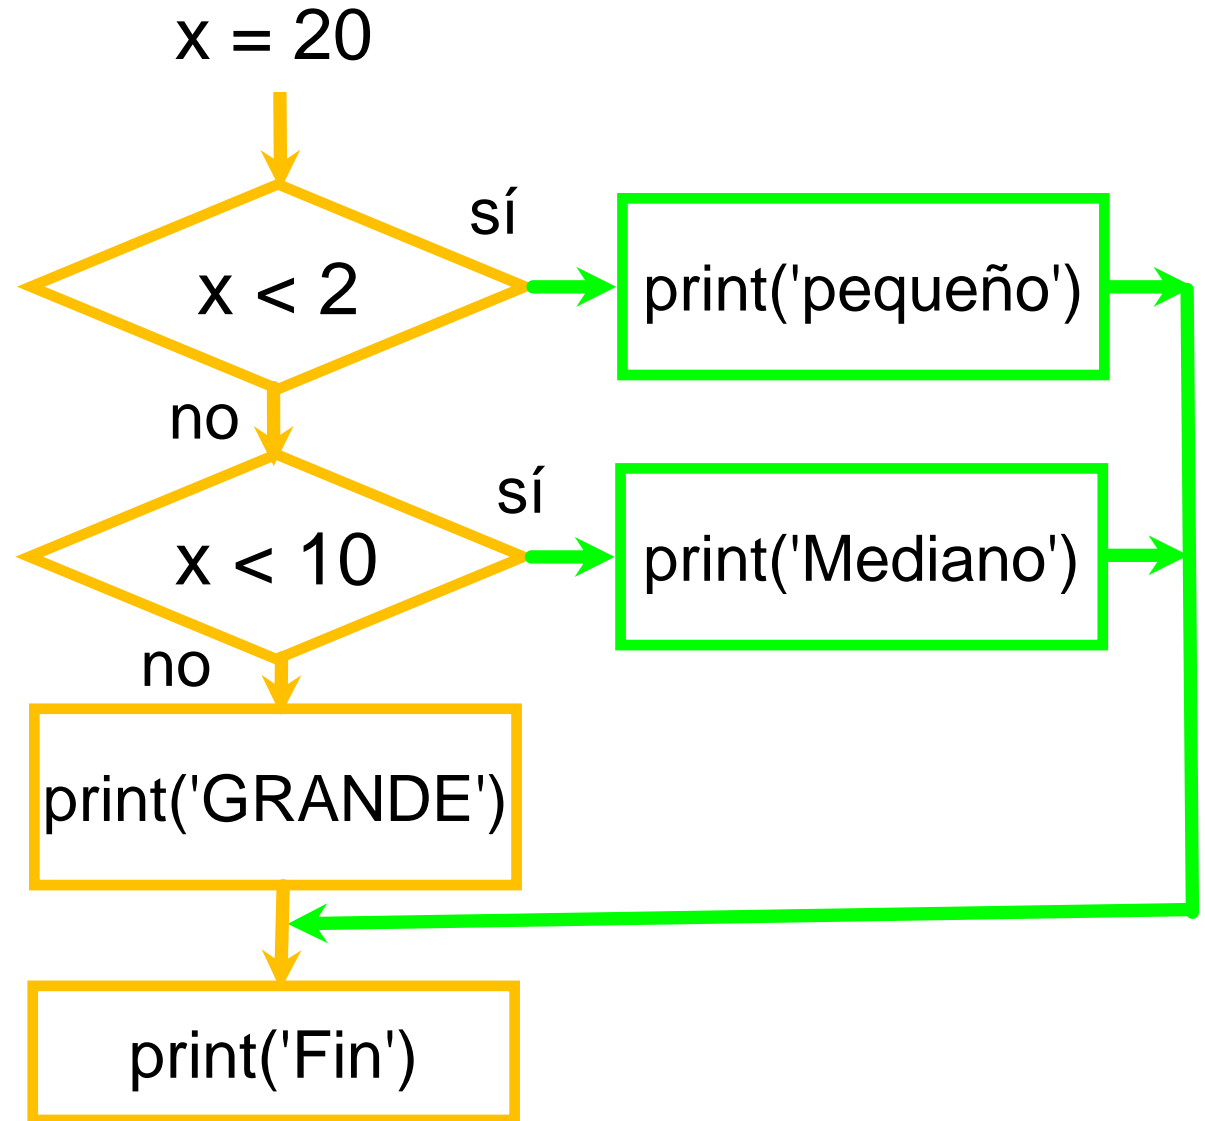 x = 20
sí
x < 2
print('pequeño')
no
sí
x < 10
print('Mediano')
no
print('GRANDE')
print('Fin')